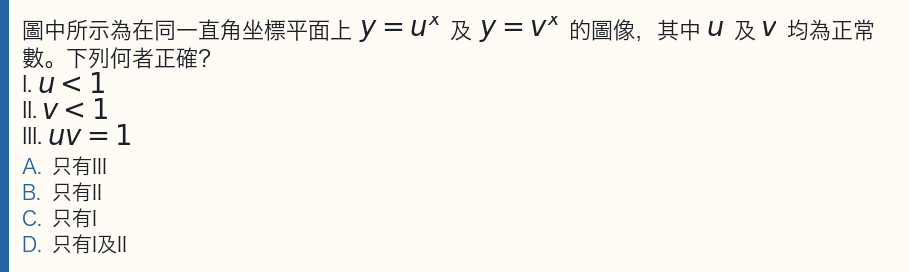 圖中所示為在同一直角坐標平面上 y = u^x 及 y = v^x 的圖像，其中 u 及 v 均為正常
數。下列何者正確?
I. u < 1
II. v < 1
III. uv = 1
A. 只有III
B. 只有II
C. 只有I
D. 只有I及II